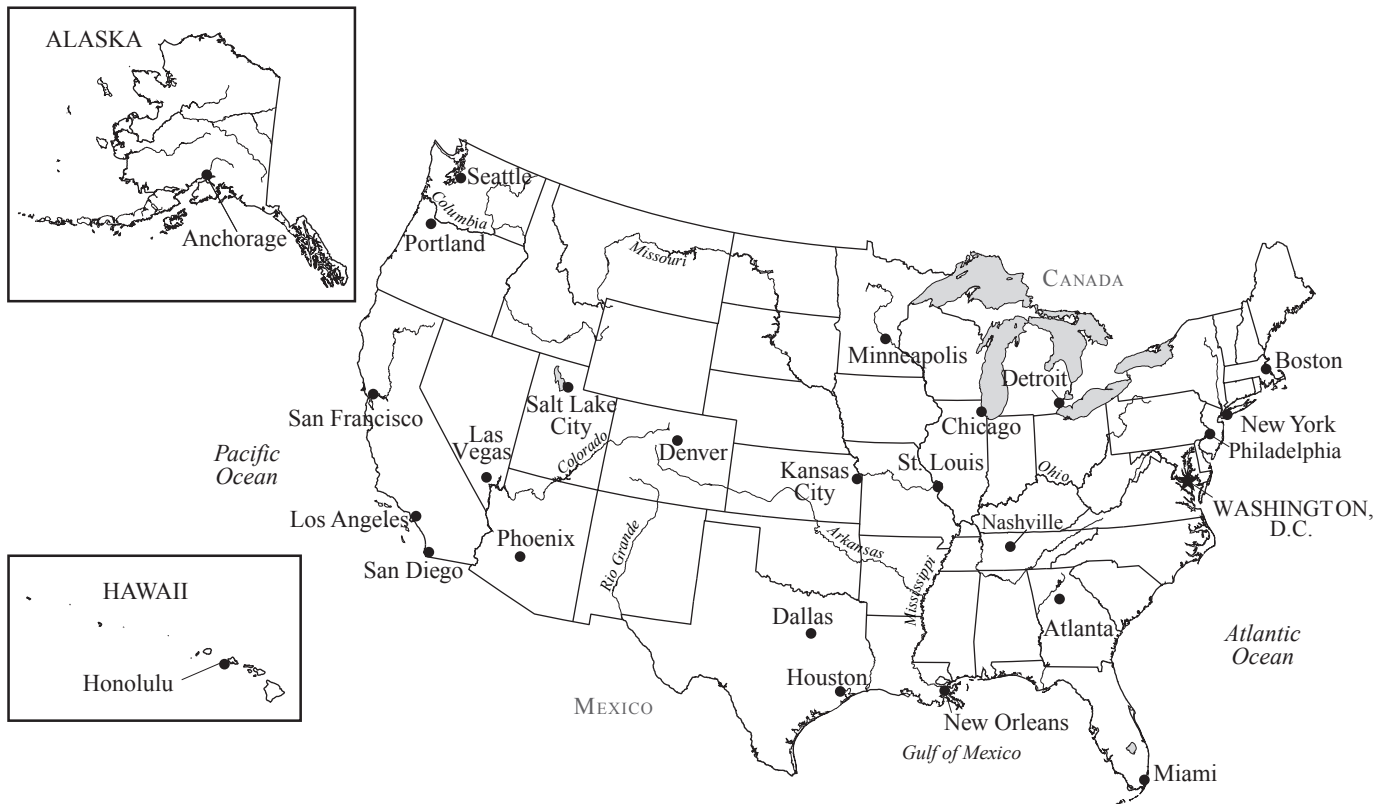 ALASKA
Anchorage
Seattle
Columbia
Portland
Missouri
CANADA
Minneapolis
Boston
Detroit
San Francisco
Salt Lake
City
Chicago
New York
Philadelphia
Pacific
Ocean
Las
Vegas
Colorado
Denver
Kansas
City
St. Louis
Ohio
WASHINGTON,
D.C.
Los Angeles
Phoenix
San Diego
Rio Grande
Arkansas
Nashville
Mississippi
HAWAII
Honolulu
Dallas
Atlanta
Atlantic
Ocean
Houston
MEXICO
New Orleans
Gulf of Mexico
Miami